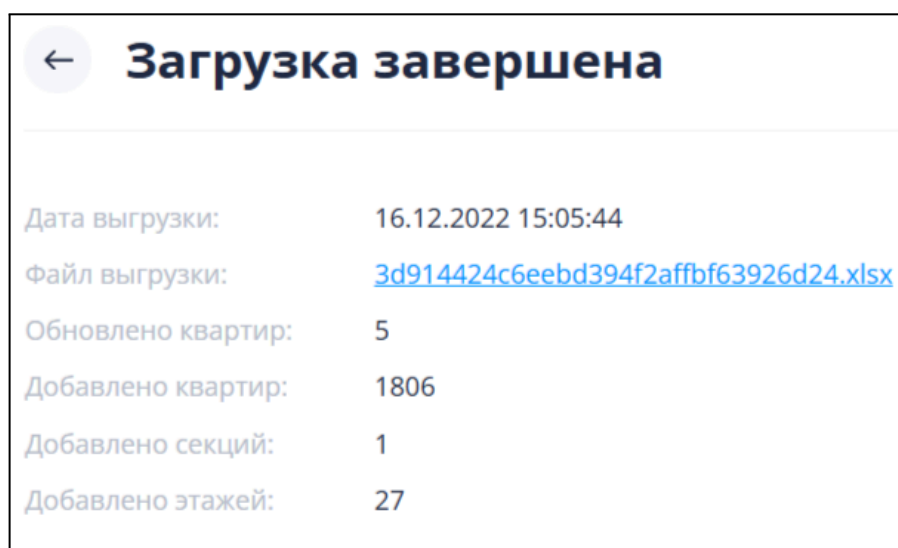 Загрузка завершена
Дата выгрузки: 16.12.2022 15:05:44
Файл выгрузки: 3d914424c6eebd394f2affbf63926d24.xlsx
Обновлено квартир: 5
Добавлено квартир: 1806
Добавлено секций: 1
Добавлено этажей: 27